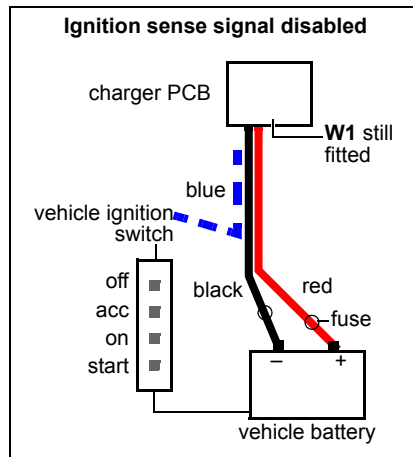 Ignition sense signal disabled
charger PCB
W1 still
fitted
blue
vehicle ignition
switch
off
acc
on
start
black
red
fuse
– +
vehicle battery